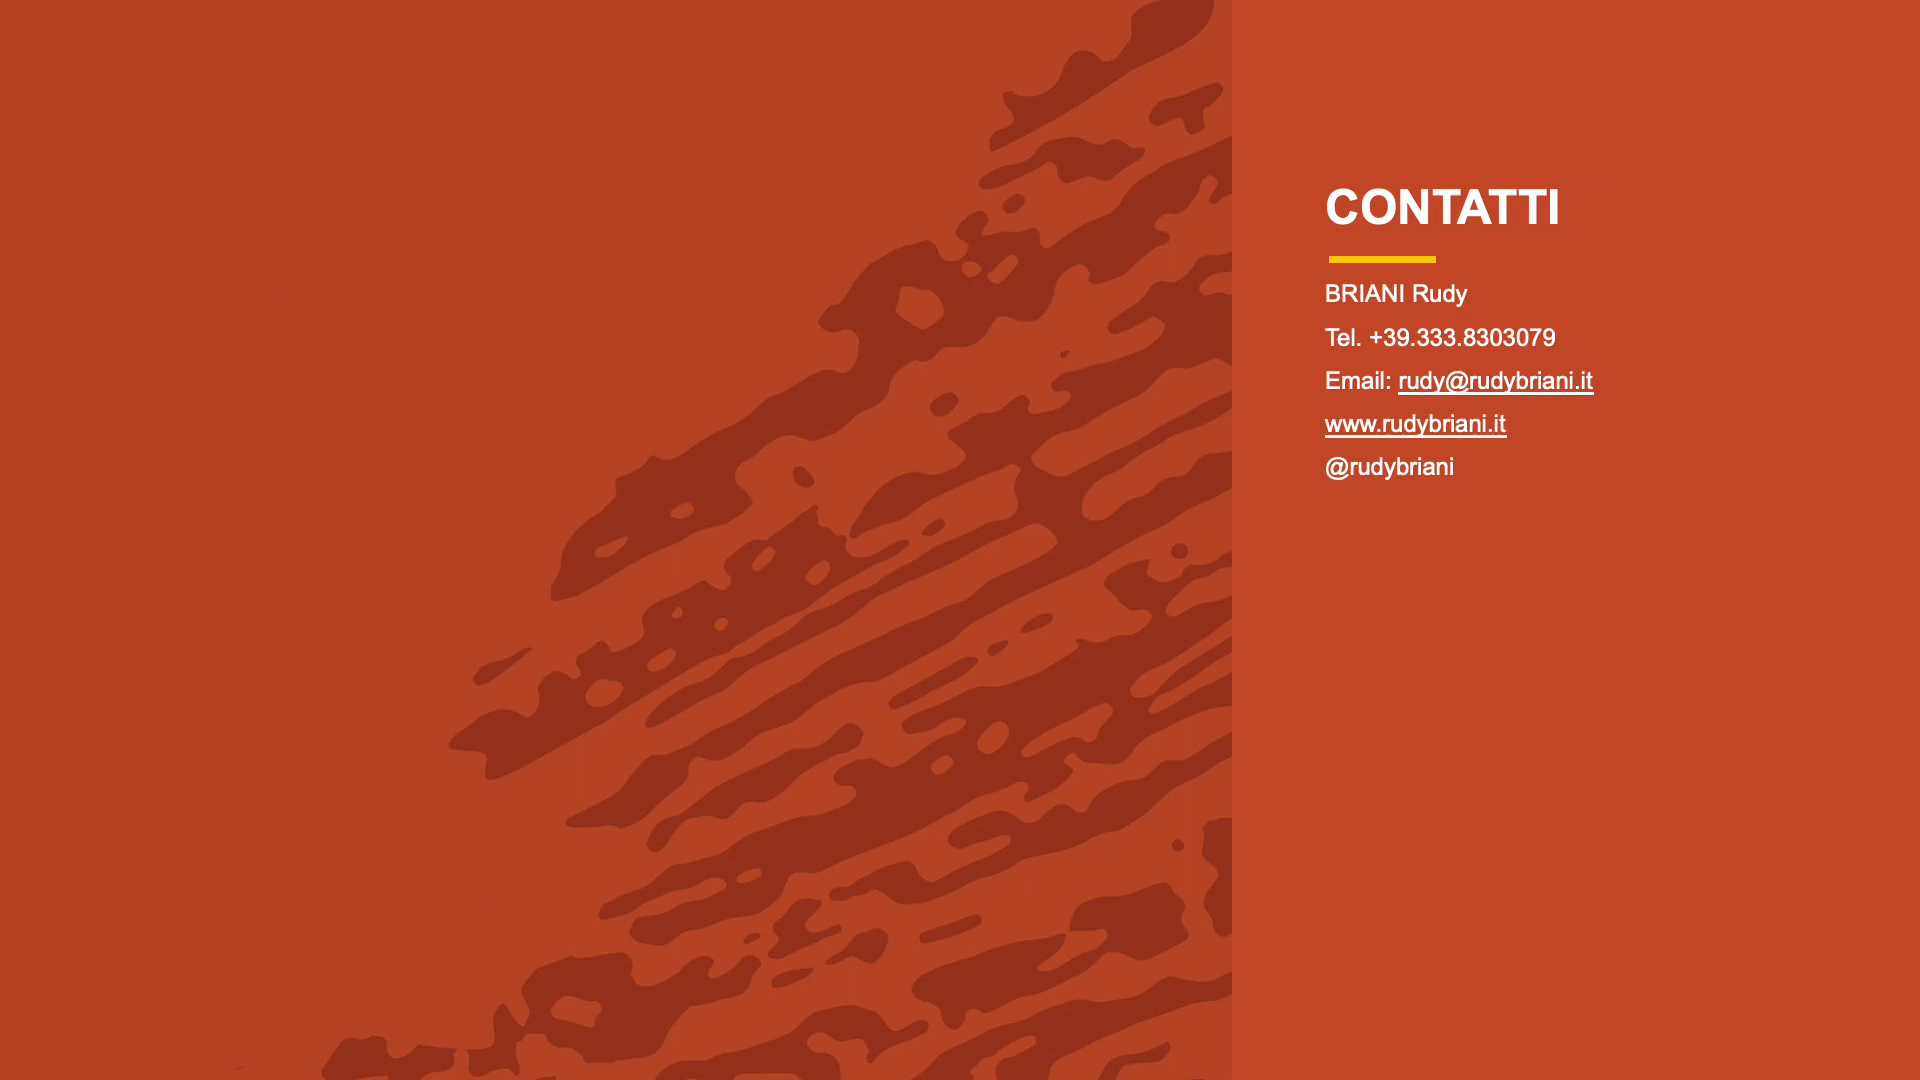 CONTATTI
BRIANI Rudy
Tel. +39.333.8303079
Email: rudy@rudybriani.it
www.rudybriani.it
@rudybriani